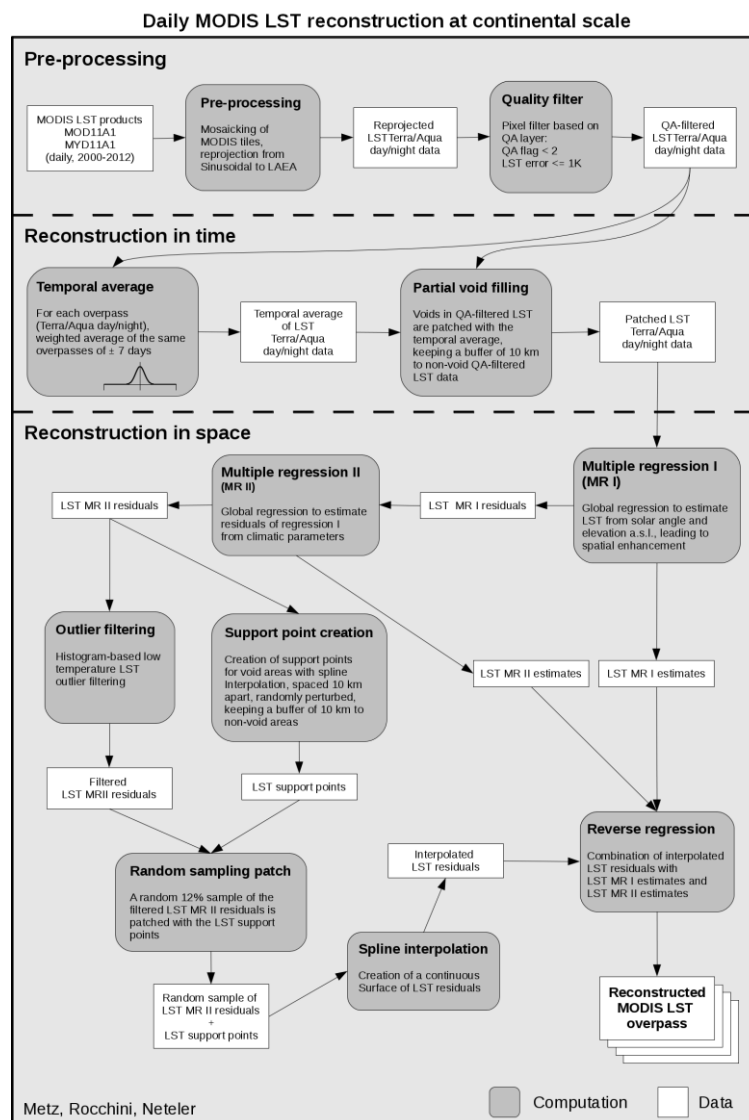 Daily MODIS LST reconstruction at continental scale
Pre-processing
MODIS LST products
MOD11A1
MYD11A1
(daily, 2000-2012)
Pre-processing
Mosaicking of
MODIS tiles,
reprojection from
Sinusoidal to LAEA
Reprojected
LSTTerra/Aqua
day/night data
Quality filter
Pixel filter based on
QA layer:
QA flag < 2
LST error <= 1K
QA-filtered
LSTTerra/Aqua
day/night data
Reconstruction in time
Temporal average
For each overpass
(Terra/Aqua day/night),
weighted average of the same
overpasses of ± 7 days
Temporal average
of LST
Terra/Aqua
day/night data
Partial void filling
Voids in QA-filtered LST
are patched with the
temporal average,
keeping a buffer of 10 km
to non-void QA-filtered
LST data
Patched LST
Terra/Aqua
day/night data
Reconstruction in space
Multiple regression I
(MR I)
Global regression to estimate
LST from solar angle and
elevation a.s.l., leading to
spatial enhancement
LST MR I residuals
Multiple regression II
(MR II)
Global regression to estimate
residuals of regression I
from climatic parameters
LST MR II residuals
Outlier filtering
Histogram-based low
temperature LST
outlier filtering
Support point creation
Creation of support points
for void areas with spline
Interpolation, spaced 10 km
apart, randomly perturbed,
keeping a buffer of 10 km to
non-void areas
LST MR II estimates
LST MR I estimates
Filtered
LST MRII residuals
LST support points
Random sampling patch
A random 12% sample of the
filtered LST MR II residuals is
patched with the LST support
points
Interpolated
LST residuals
Reverse regression
Combination of interpolated
LST residuals with
LST MR I estimates and
LST MR II estimates
Random sample of
LST MR II residuals
+
LST support points
Spline interpolation
Creation of a continuous
Surface of LST residuals
Reconstructed
MODIS LST
overpass
Metz, Rocchini, Neteler
Computation
Data